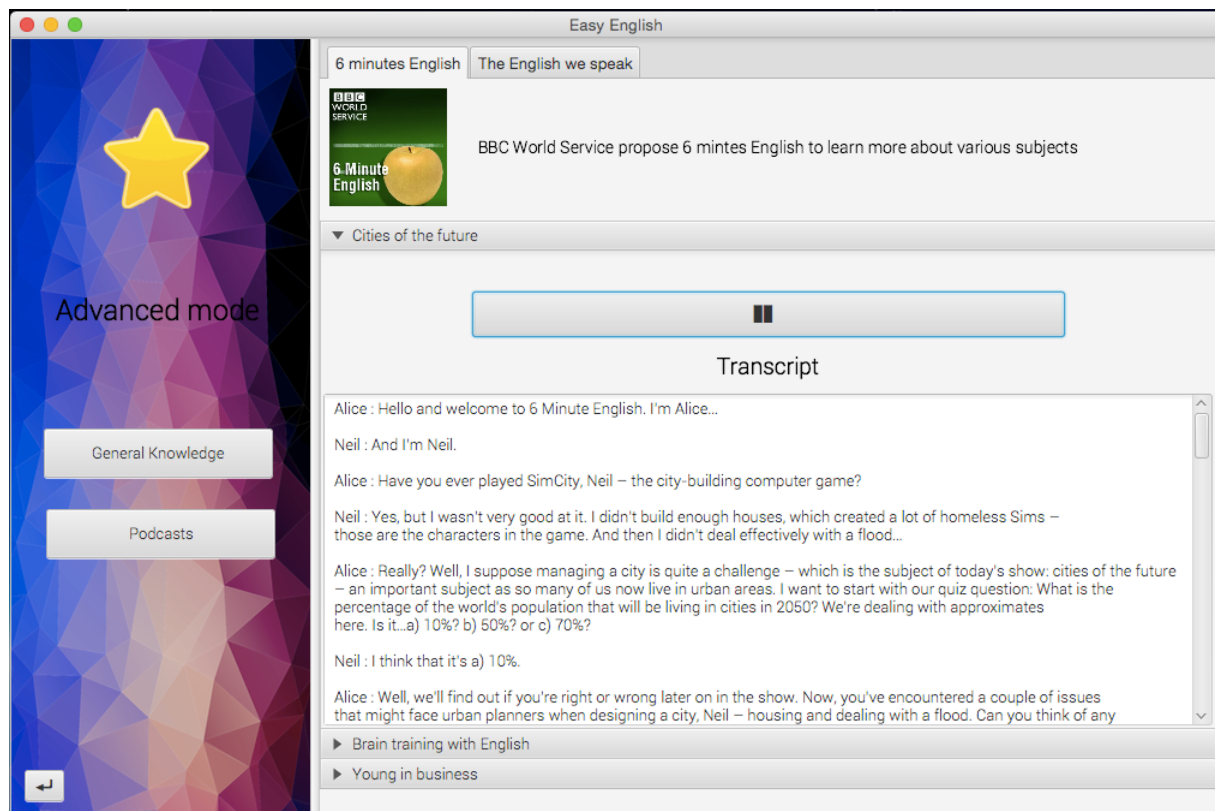 Easy English
6 minutes English
The English we speak
BBC
WORLD
SERVICE
6 Minute
English
BBC World Service propose 6 mintes English to learn more about various subjects
Cities of the future
Advanced mode
General Knowledge
Podcasts
Transcript
Alice : Hello and welcome to 6 Minute English. I'm Alice...
Neil : And I'm Neil.
Alice : Have you ever played SimCity, Neil – the city-building computer game?
Neil : Yes, but I wasn't very good at it. I didn't build enough houses, which created a lot of homeless Sims –
those are the characters in the game. And then I didn't deal effectively with a flood...
Alice : Really? Well, I suppose managing a city is quite a challenge – which is the subject of today's show: cities of the future
– an important subject as so many of us now live in urban areas. I want to start with our quiz question: What is the
percentage of the world's population that will be living in cities in 2050? We're dealing with approximates
here. Is it...a) 10%? b) 50%? or c) 70%?
Neil : I think that it's a) 10%.
Alice : Well, we'll find out if you're right or wrong later on in the show. Now, you've encountered a couple of issues
that might face urban planners when designing a city, Neil – housing and dealing with a flood. Can you think of any
Brain training with English
Young in business